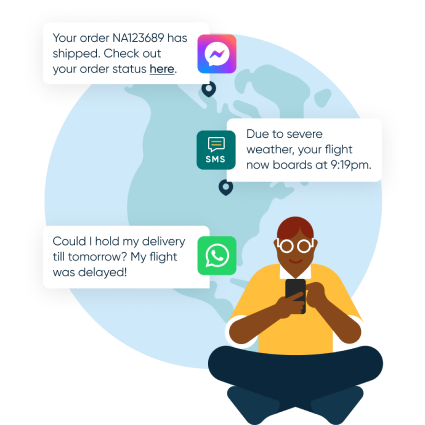 Your order NA123689 has
shipped. Check out
your order status here.
Due to severe
weather, your flight
now boards at 9:19pm.
SMS
Could I hold my delivery
till tomorrow? My flight
was delayed!